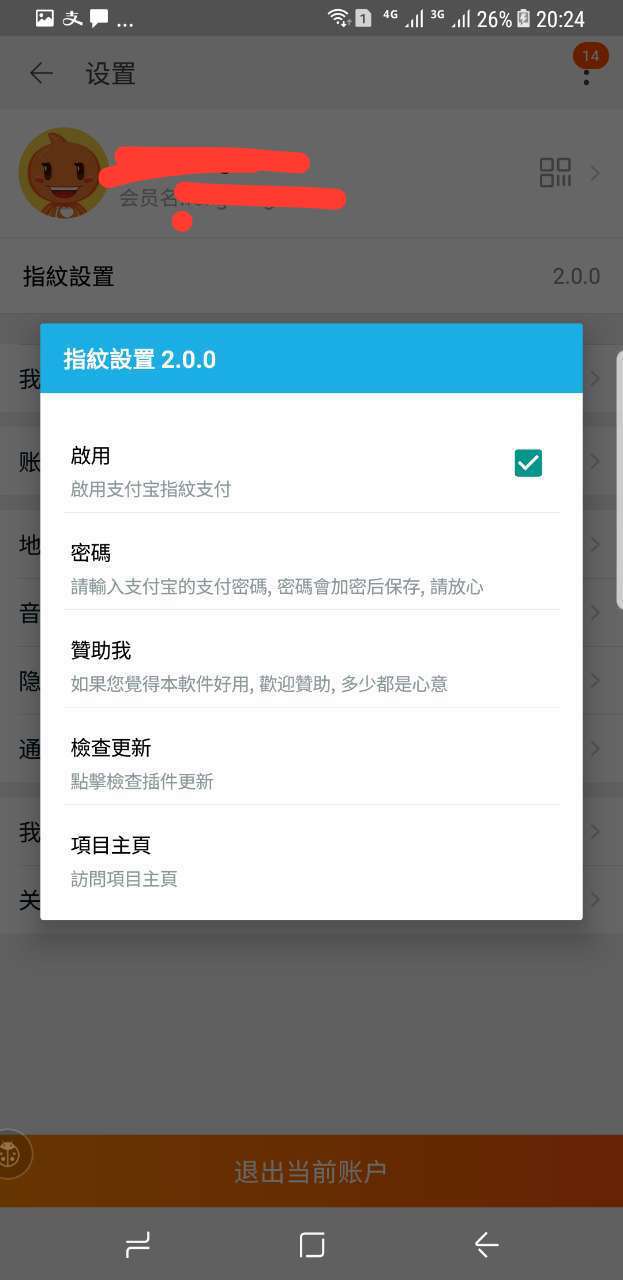 ... 1 4G 3G 26% 20:24
设置
14
会员名
指紋設置 2.0.0
指紋設置 2.0.0
我
账
啟用
啟用支付宝指紋支付
地
密碼
請輸入支付宝的支付密碼, 密碼會加密后保存, 請放心
音
贊助我
隐
如果您覺得本軟件好用, 歡迎贊助, 多少都是心意
通
檢查更新
點擊檢查插件更新
我
項目主頁
訪問項目主頁
关
退出当前账户